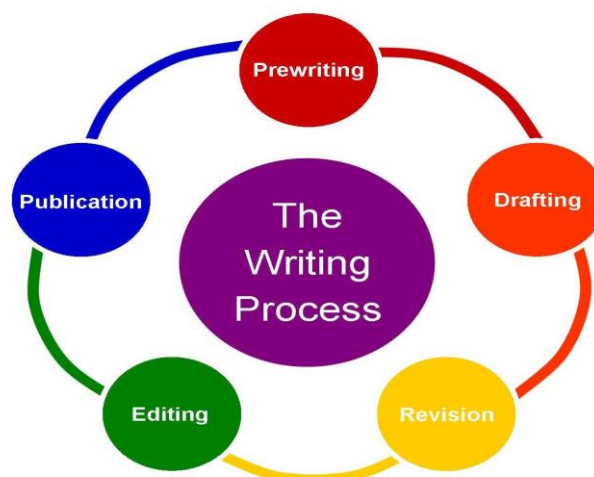 Prewriting
Drafting
Revision
Editing
Publication
The
Writing
Process